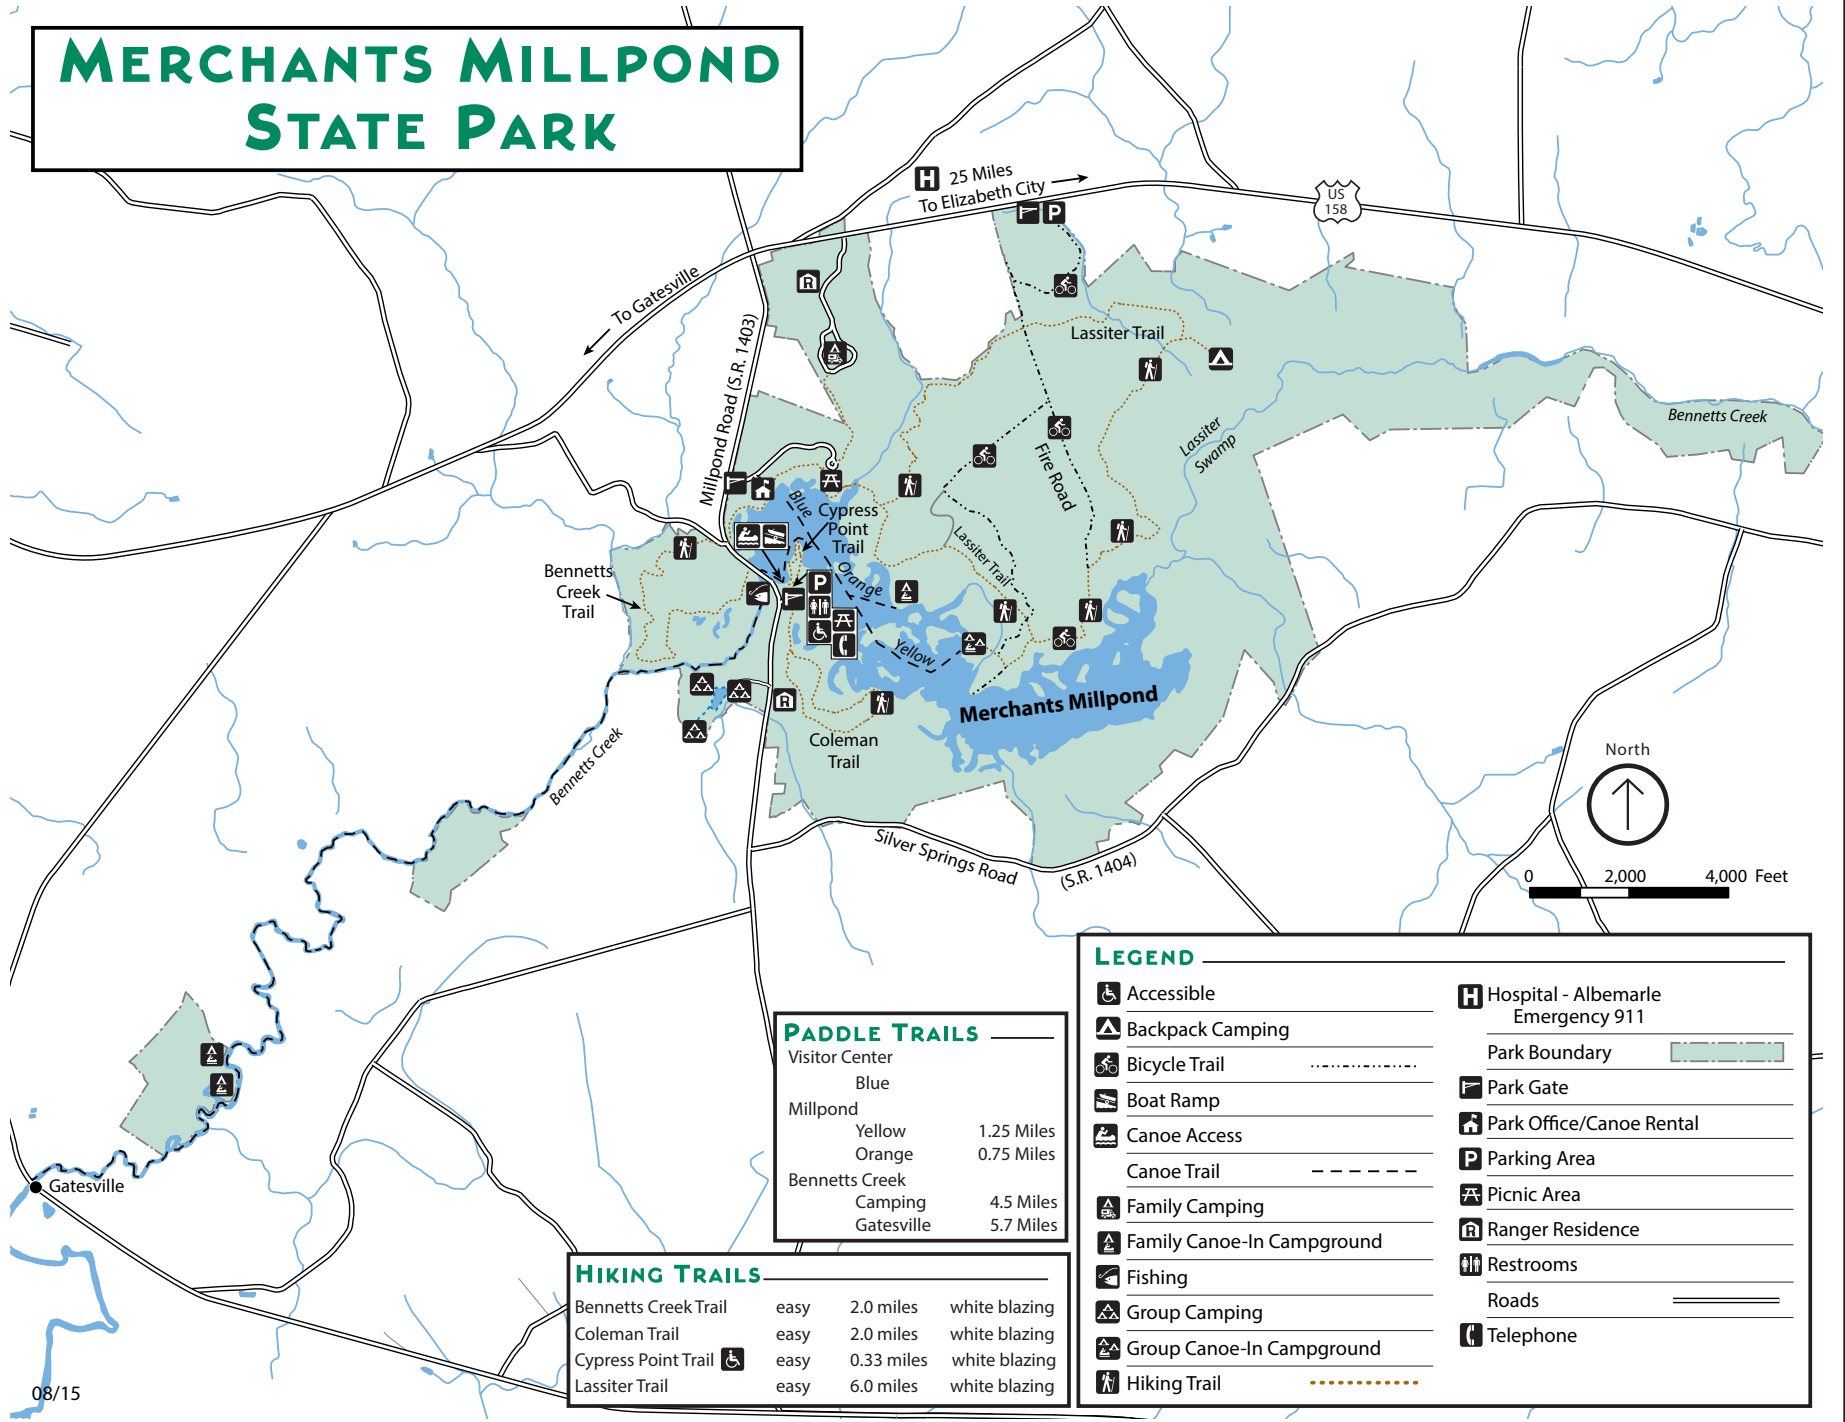 MERCHANTS MILLPOND
STATE PARK
H 25 Miles
To Elizabeth City
US
158
P
R
To Gatesville
Millpond Road (S.R. 1403)
Lassiter Trail
Bennetts Creek
Lassiter
Swamp
Fire Road
Blue
Cypress
Point
Trail
Lassiter Trail
Orange
Bennetts
Creek
Trail
P
Yellow
R
Merchants Millpond
Coleman
Trail
Bennetts Creek
North
Silver Springs Road
(S.R. 1404)
0 2,000 4,000 Feet
Gatesville
08/15
PADDLE TRAILS
Visitor Center
Blue
Millpond
Yellow 1.25 Miles
Orange 0.75 Miles
Bennetts Creek
Camping 4.5 Miles
Gatesville 5.7 Miles
HIKING TRAILS
Bennetts Creek Trail easy 2.0 miles white blazing
Coleman Trail easy 2.0 miles white blazing
Cypress Point Trail easy 0.33 miles white blazing
Lassiter Trail easy 6.0 miles white blazing
LEGEND
Accessible
Backpack Camping
Bicycle Trail
Boat Ramp
Canoe Access
Canoe Trail
Family Camping
Family Canoe-In Campground
Fishing
Group Camping
Group Canoe-In Campground
Hiking Trail
H Hospital - Albemarle
Emergency 911
Park Boundary
Park Gate
Park Office/Canoe Rental
P Parking Area
Picnic Area
R Ranger Residence
Restrooms
Roads
Telephone